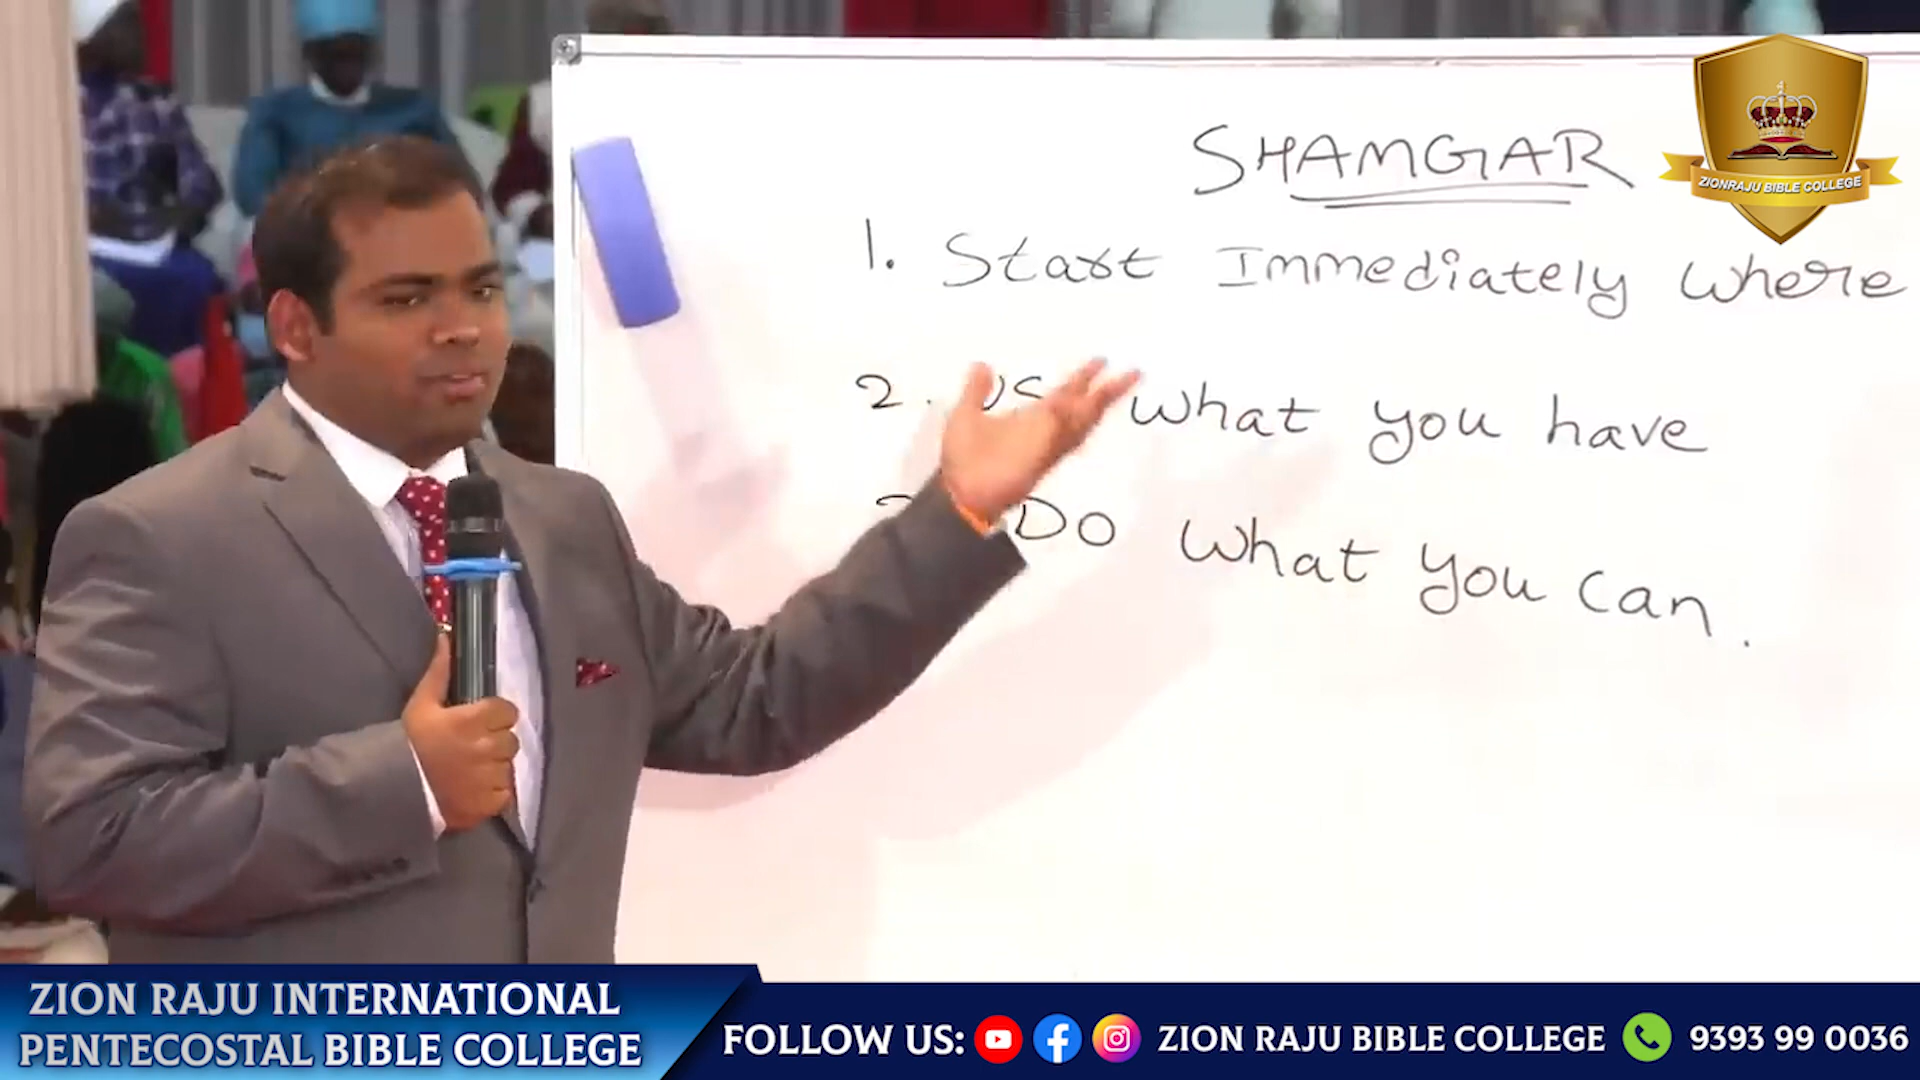 SHAMGAR
ZIONRAJU BIBLE COLLEGE
1. Start Immediately where
2. what you have
Do what you can.
ZION RAJU INTERNATIONAL
PENTECOSTAL BIBLE COLLEGE
FOLLOW US: ZION RAJU BIBLE COLLEGE 9393 99 0036